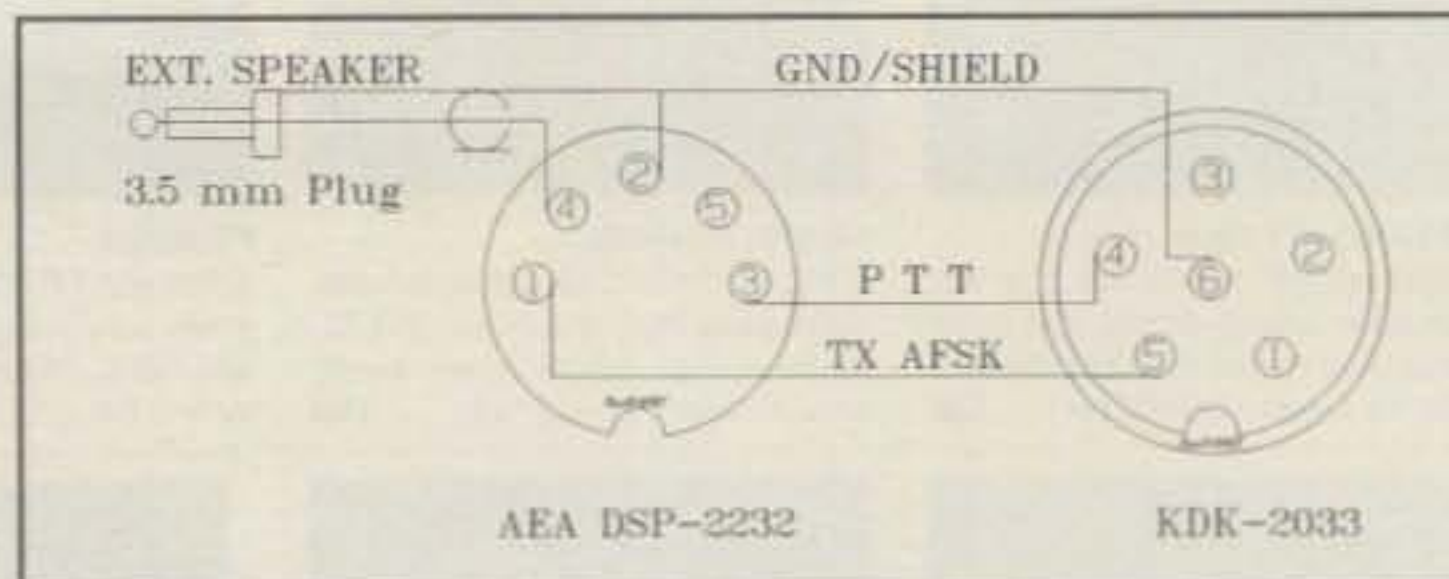 EXT. SPEAKER
GND/SHIELD
3.5 mm Plug
④ ② ⑤
① ③
P T T
TX AFSK
③
④ ⑥ ②
⑤ ①
AEA DSP-2232
KDK-2033